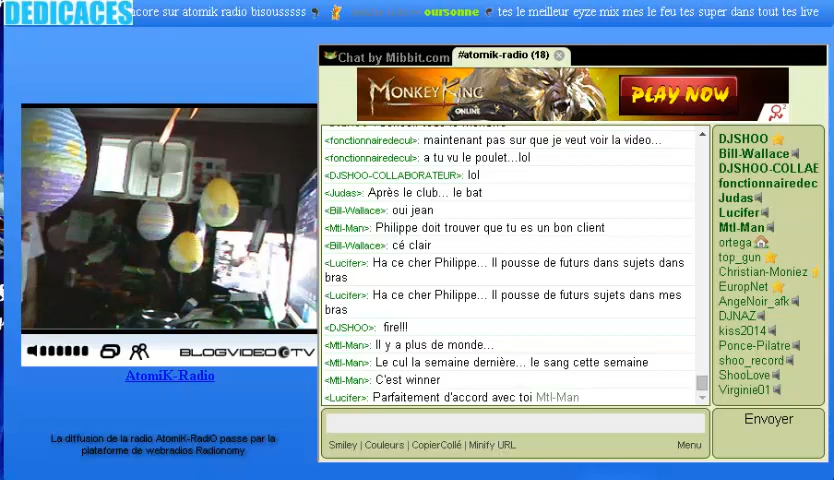 DEDICACES
icore sur atomik radio bisousssss
oursonne
tes le meilleur eyze mix mes le feu tes super dans tout tes live
Chat by Mibbit.com
#atomik-radio (18)
MONKEY KING
ONLINE
PLAY NOW
<fonctionnairedecul>: maintenant pas sur que je veut voir la video...
<fonctionnairedecul>: a tu vu le poulet...lol
<DJSHOO-COLLABORATEUR>: lol
<Judas>: Après le club... le bat
<Bill-Wallace>: oui jean
<Mtl-Man>: Philippe doit trouver que tu es un bon client
<Bill-Wallace>: cé clair
<Lucifer>: Ha ce cher Philippe... Il pousse de futurs dans sujets dans
bras
<Lucifer>: Ha ce cher Philippe... Il pousse de futurs sujets dans mes
bras
<DJSHOO>: fire!!!
<Mtl-Man>: Il y a plus de monde...
<Mtl-Man>: Le cul la semaine dernière... le sang cette semaine
<Mtl-Man>: C'est winner
<Lucifer>: Parfaitement d'accord avec toi Mtl-Man
Smiley | Couleurs | CopierCollé | Minify URL
Menu
DJSHOO
Bill-Wallace
DJSHOO-COLLAE
fonctionnairedec
Judas
Lucifer
Mtl-Man
ortega
top_gun
Christian-Moniez
EuropNet
AngeNoir_afk
DJNAZ
kiss2014
Ponce-Pilatre
shoo_record
ShooLove
Virginie01
Envoyer
BLOGVIDEO TV
AtomiK-Radio
La diffusion de la radio AtomiK-RadiO passe par la
plateforme de webradios Radionomy